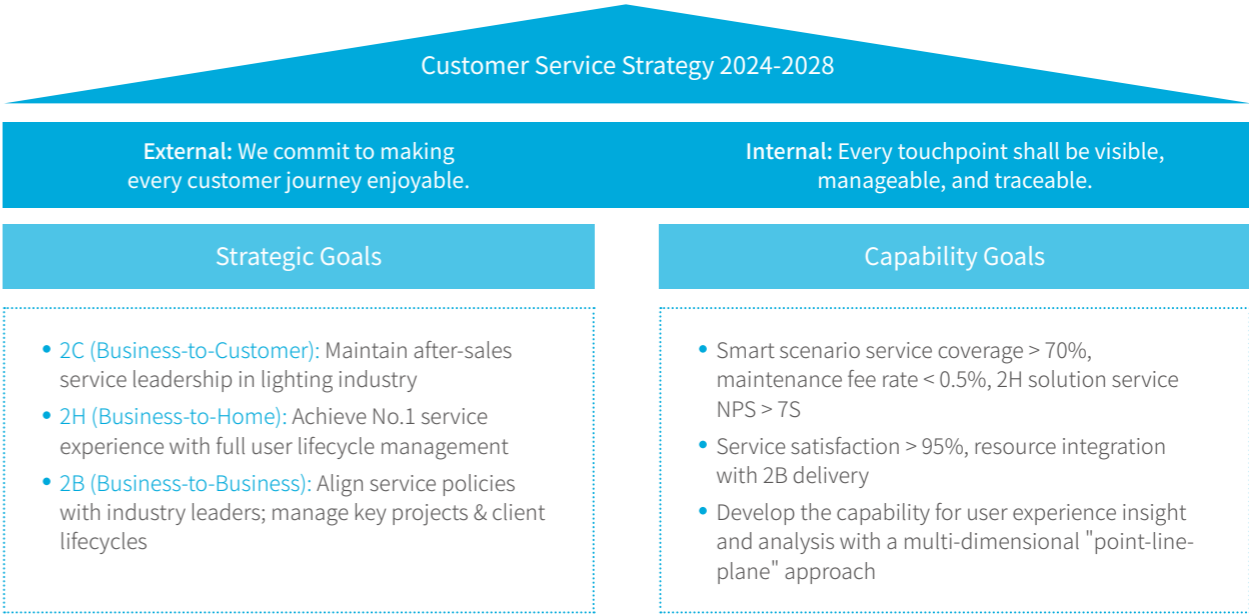 Customer Service Strategy 2024-2028
External: We commit to making
every customer journey enjoyable.
Internal: Every touchpoint shall be visible,
manageable, and traceable.
Strategic Goals
• 2C (Business-to-Customer): Maintain after-sales
service leadership in lighting industry
• 2H (Business-to-Home): Achieve No.1 service
experience with full user lifecycle management
• 2B (Business-to-Business): Align service policies
with industry leaders; manage key projects & client
lifecycles
Capability Goals
• Smart scenario service coverage > 70%,
maintenance fee rate < 0.5%, 2H solution service
NPS > 7S
• Service satisfaction > 95%, resource integration
with 2B delivery
• Develop the capability for user experience insight
and analysis with a multi-dimensional "point-line-
plane" approach